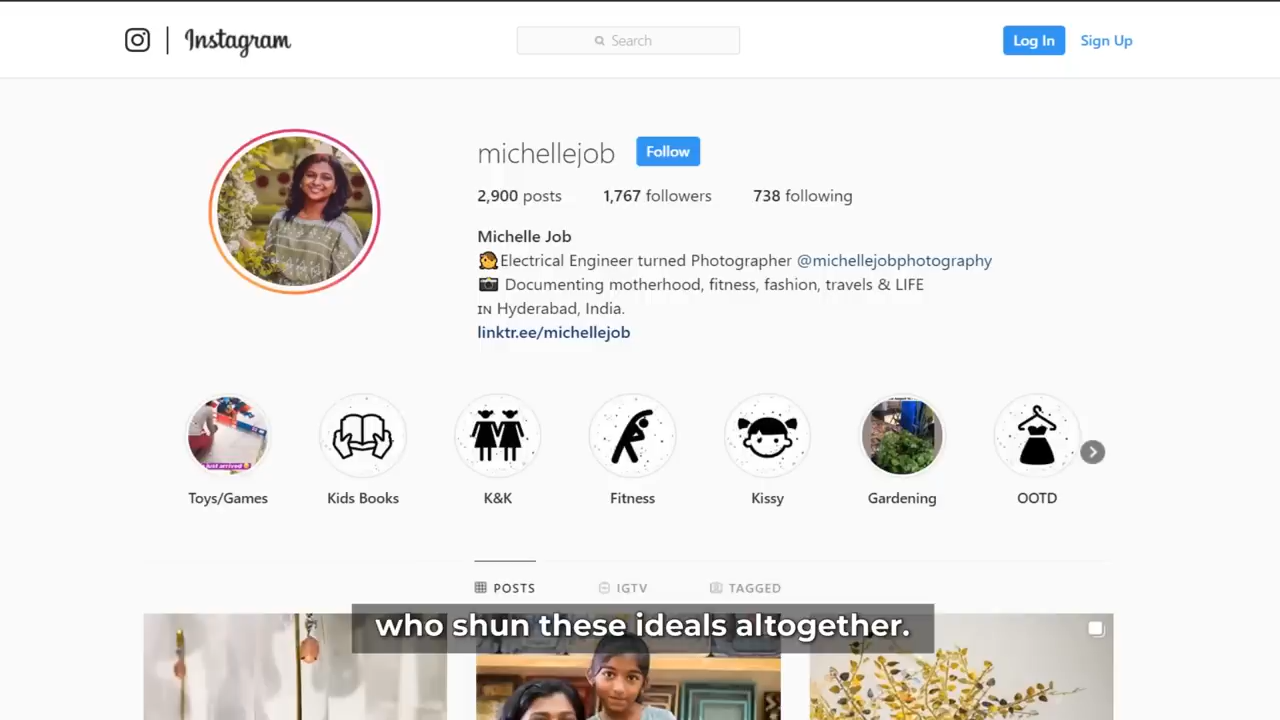 Instagram
Search
Log In
Sign Up
michellejob
Follow
2,900 posts
1,767 followers
738 following
Michelle Job
Electrical Engineer turned Photographer @michellejobphotography
Documenting motherhood, fitness, fashion, travels & LIFE
IN Hyderabad, India.
linktr.ee/michellejob
just arrived
Toys/Games
Kids Books
K&K
Fitness
Kissy
Gardening
OOTD
POSTS
IGTV
TAGGED
who shun these ideals altogether.